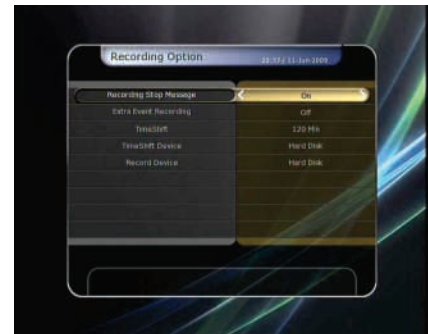 Recording Option
Recording Stop Message On
Extra Event Recording Off
TimeShift 120 Min
TimeShift Device Hard Disk
Record Device Hard Disk